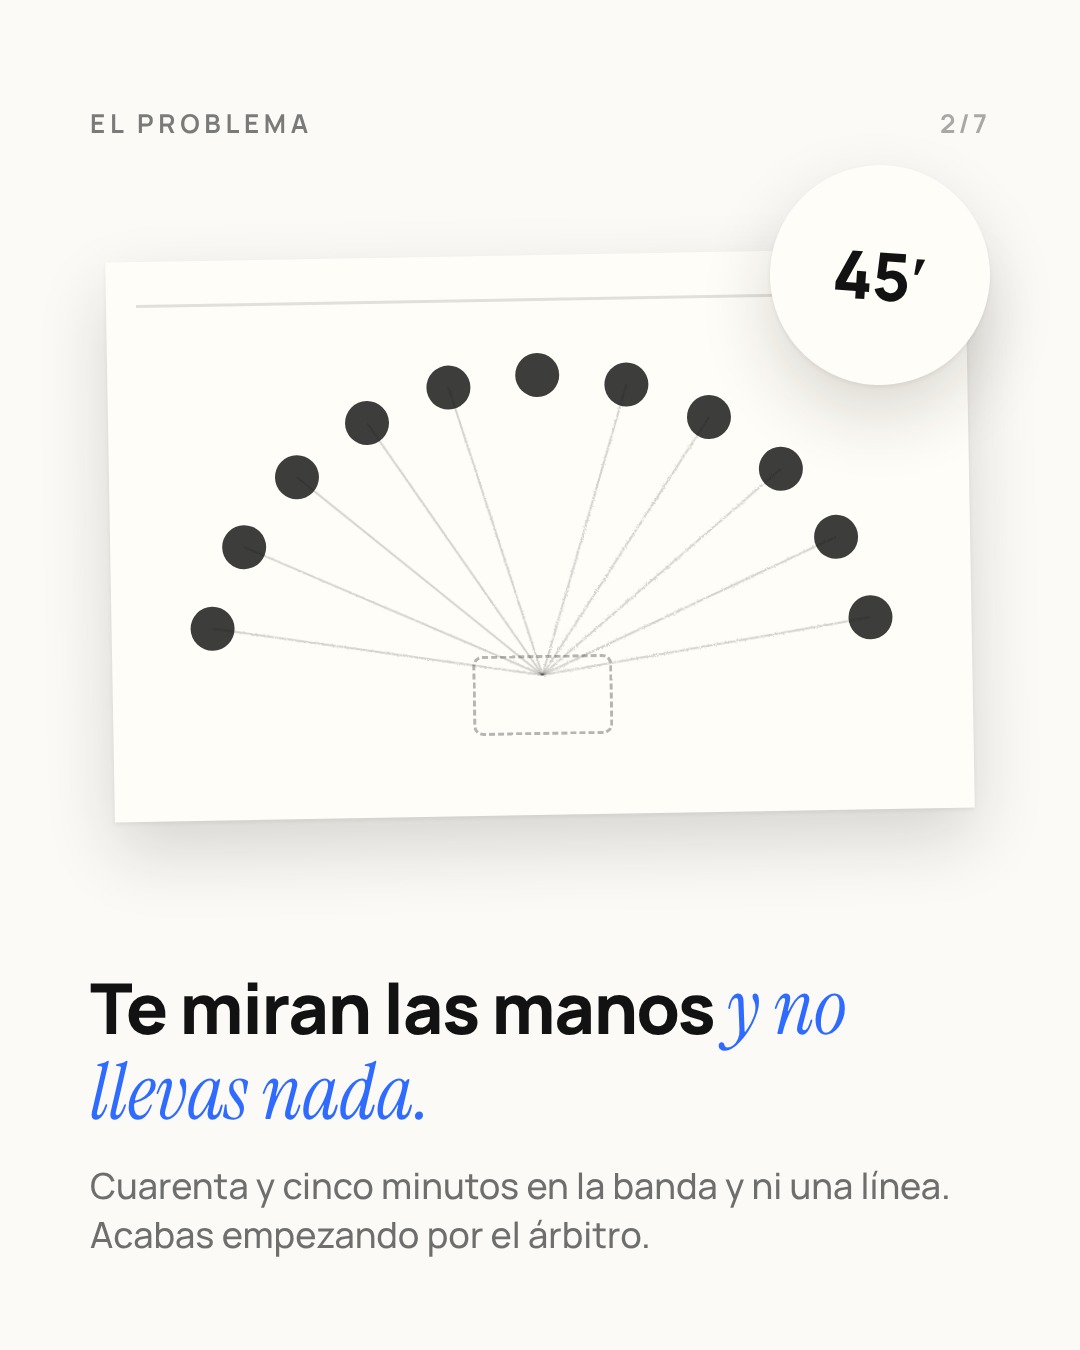 EL PROBLEMA
2/7
45′
Te miran las manos y no
llevas nada.
Cuarenta y cinco minutos en la banda y ni una línea.
Acabas empezando por el árbitro.